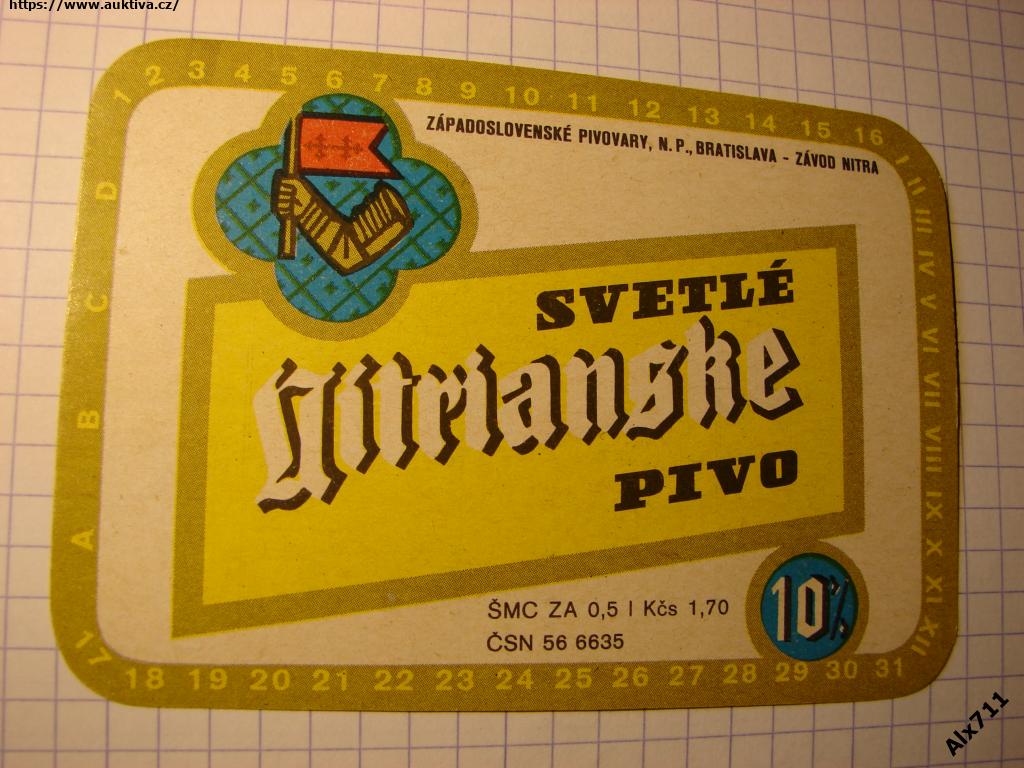 https://www.auktiva.cz/
1 2 3 4 5 6 7 8 9 10 11 12 13 14 15 16
ZÁPADOSLOVENSKÉ PIVOVARY, N. P., BRATISLAVA - ZÁVOD NITRA
I II III IV V VI VII VIII IX X XI XII
D
C
B
A
SVETLÉ
Nitrianske
PIVO
10%
ŠMC ZA 0,5 l Kčs 1,70
ČSN 56 6635
17 18 19 20 21 22 23 24 25 26 27 28 29 30 31
Alx711